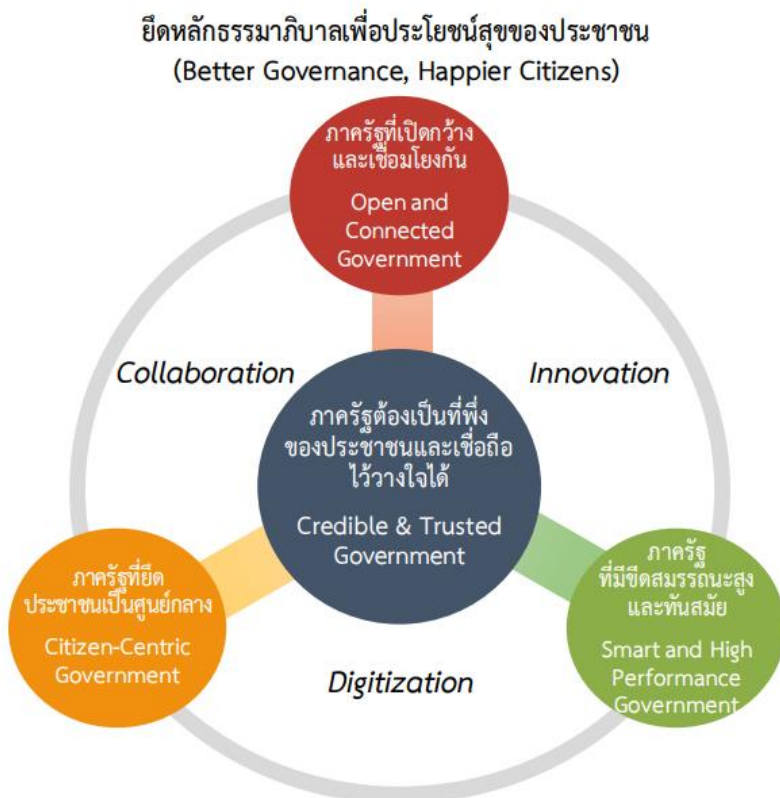 ยึดหลักธรรมาภิบาลเพื่อประโยชน์สุขของประชาชน
(Better Governance, Happier Citizens)
ภาครัฐที่เปิดกว้าง
และเชื่อมโยงกัน
Open and
Connected
Government
Collaboration
Innovation
ภาครัฐต้องเป็นที่พึ่ง
ของประชาชนและเชื่อถือ
ไว้วางใจได้
Credible & Trusted
Government
ภาครัฐที่ยึด
ประชาชนเป็นศูนย์กลาง
Citizen-Centric
Government
ภาครัฐ
ที่มีขีดสมรรถนะสูง
และทันสมัย
Smart and High
Performance
Government
Digitization